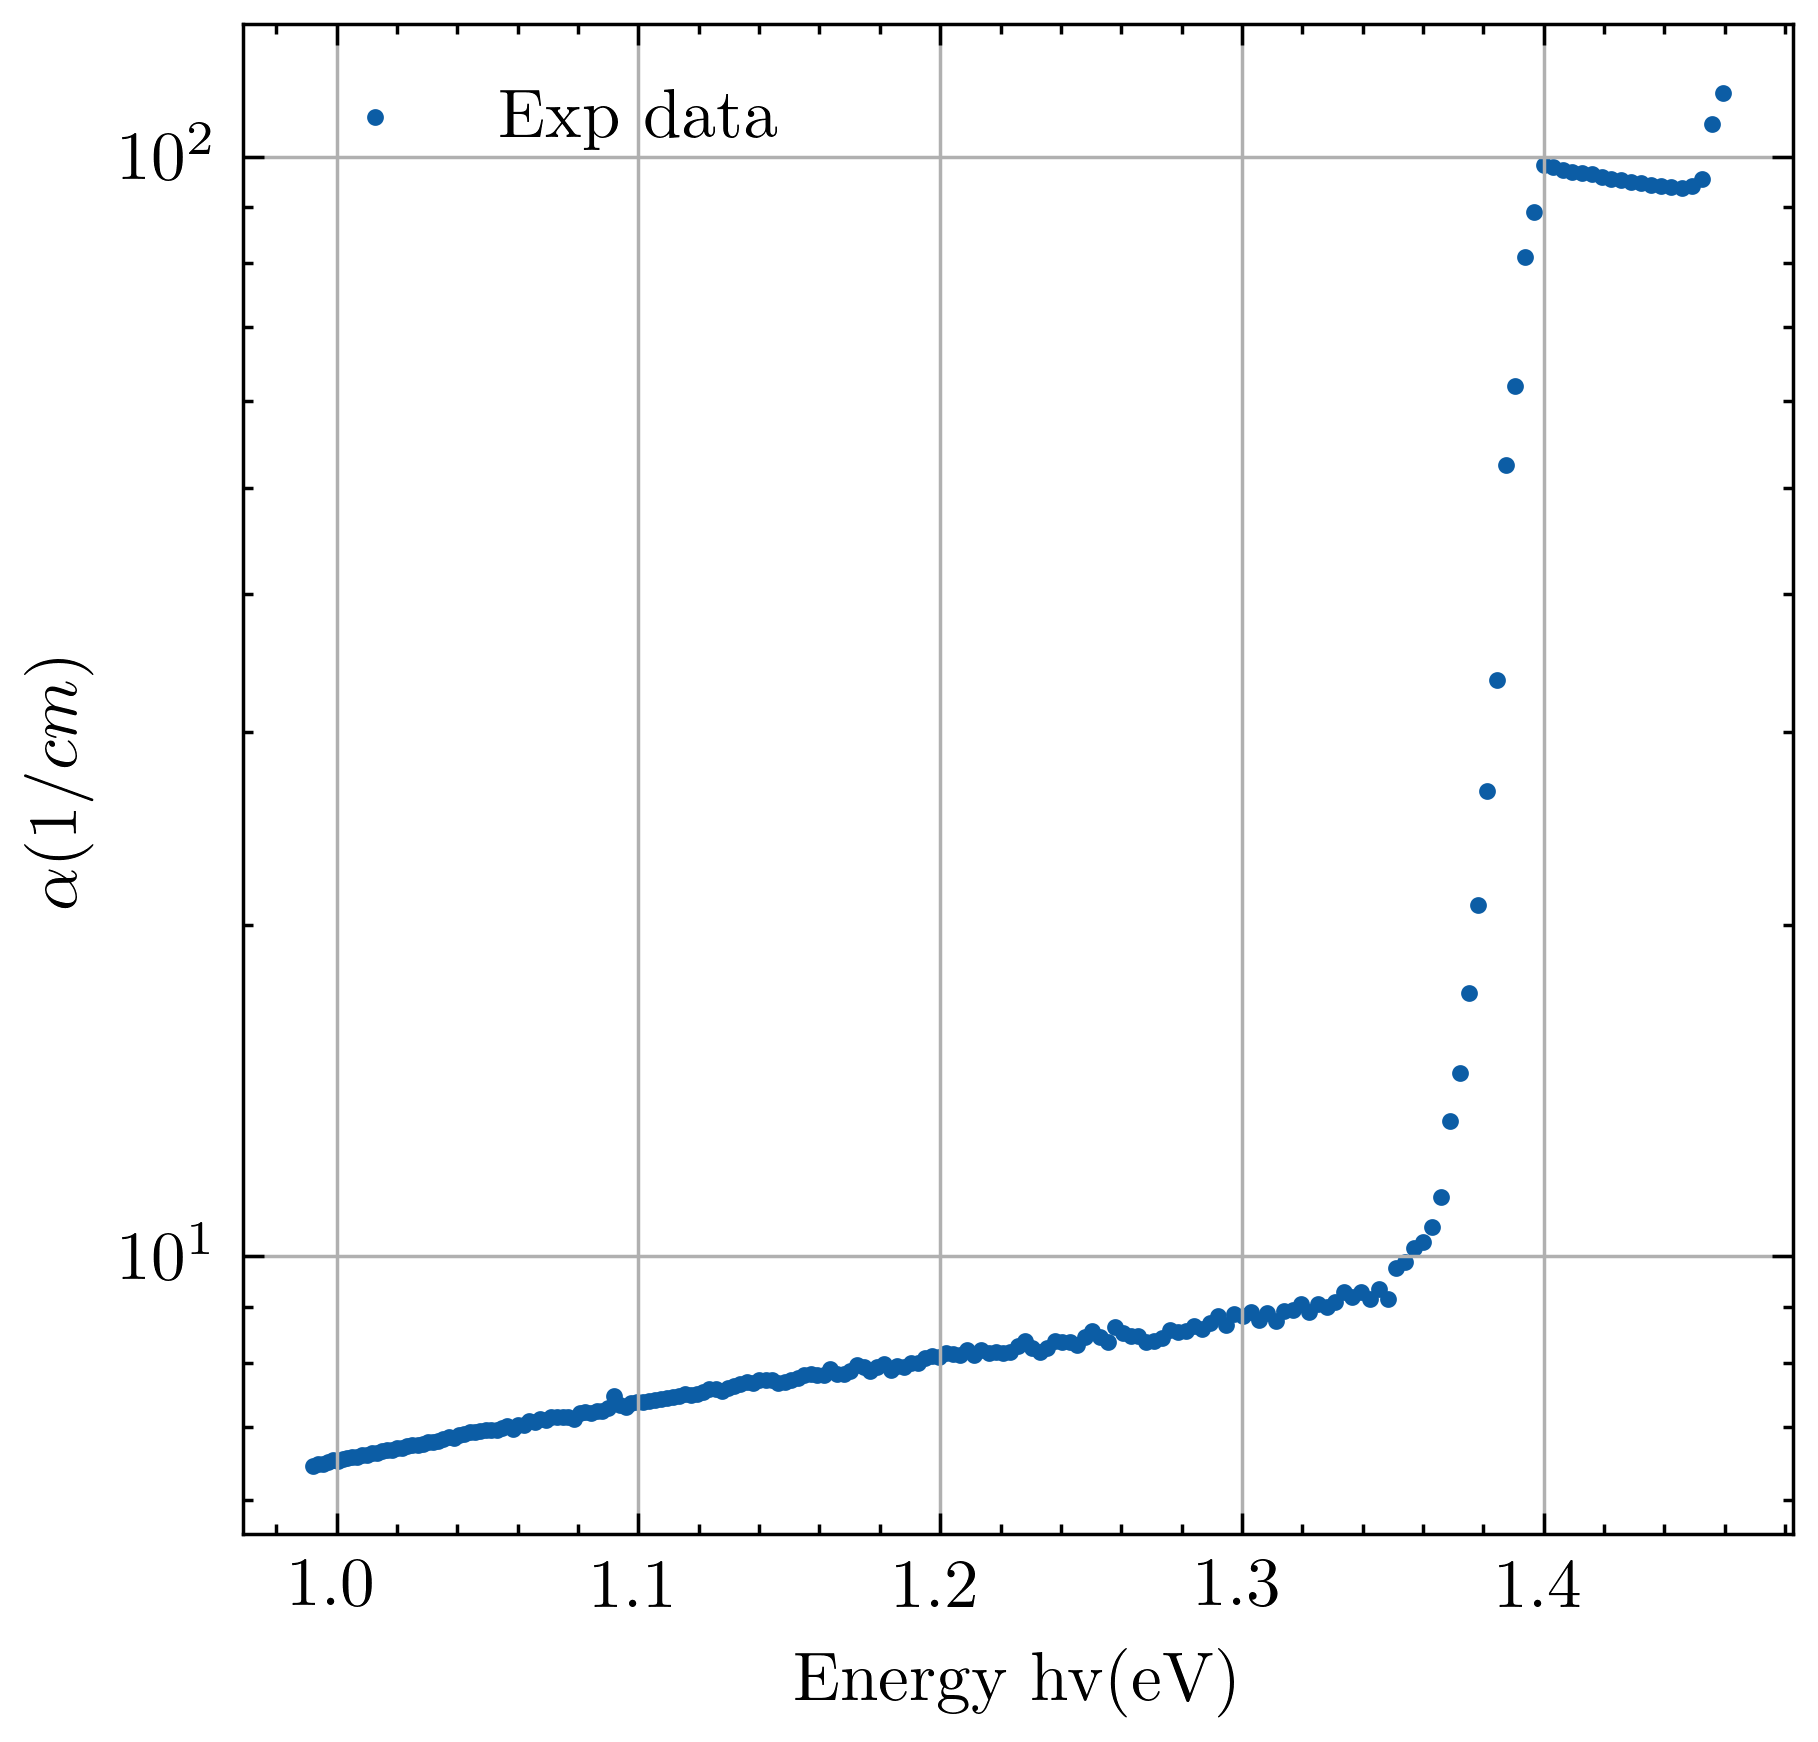 Exp data
10²
10¹
α(1/cm)
1.0 1.1 1.2 1.3 1.4
Energy hv(eV)